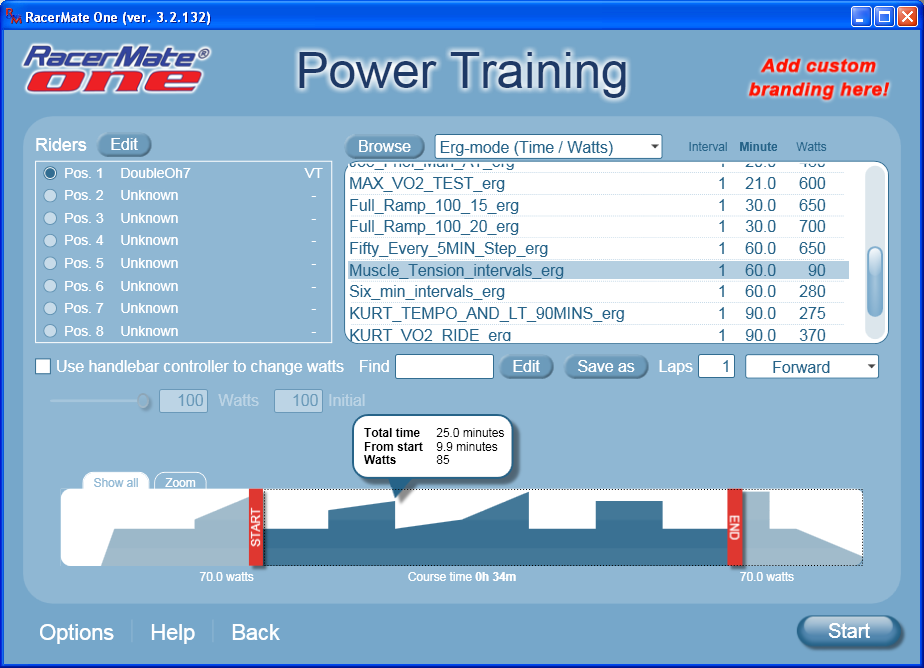 RacerMate One (ver. 3.2.132)
RacerMate®
one
Power Training
Add custom
branding here!
Riders Edit
Browse Erg-mode (Time / Watts) Interval Minute Watts
Pos. 1 DoubleOh7 VT
Pos. 2 Unknown -
Pos. 3 Unknown -
Pos. 4 Unknown -
Pos. 5 Unknown -
Pos. 6 Unknown -
Pos. 7 Unknown -
Pos. 8 Unknown -
MAX_VO2_TEST_erg 1 21.0 600
Full_Ramp_100_15_erg 1 30.0 650
Full_Ramp_100_20_erg 1 30.0 700
Fifty_Every_5MIN_Step_erg 1 60.0 650
Muscle_Tension_intervals_erg 1 60.0 90
Six_min_intervals_erg 1 60.0 280
KURT_TEMPO_AND_LT_90MINS_erg 1 90.0 275
KURT_VO2_RIDE_erg 1 90.0 370
Use handlebar controller to change watts Find Edit Save as Laps 1 Forward
100 Watts 100 Initial
Total time 25.0 minutes
From start 9.9 minutes
Watts 85
Show all Zoom
START
END
70.0 watts Course time 0h 34m 70.0 watts
Options Help Back Start